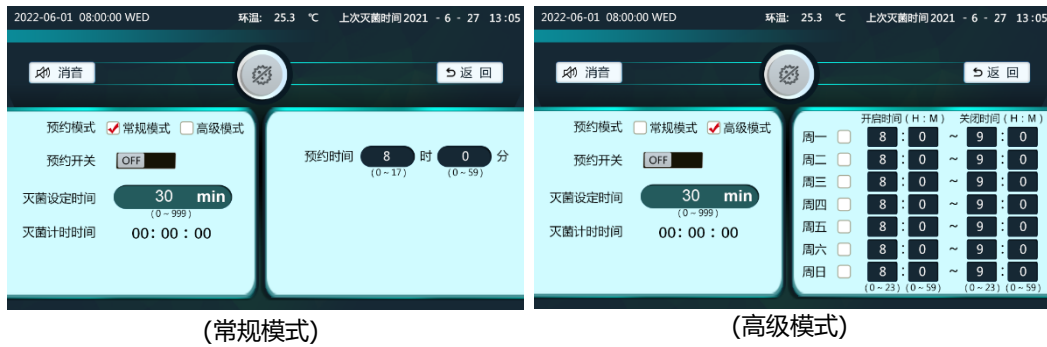 2022-06-01 08:00:00 WED 环温: 25.3 ℃ 上次灭菌时间 2021 - 6 - 27 13:05
消音 返 回
预约模式 常规模式 高级模式
预约开关 OFF
预约时间 8 时 0 分
(0~17) (0~59)
灭菌设定时间 30 min
(0~999)
灭菌计时时间 00: 00 : 00
(常规模式)
2022-06-01 08:00:00 WED 环温: 25.3 ℃ 上次灭菌时间 2021 - 6 - 27 13:05
消音 返 回
预约模式 常规模式 高级模式
预约开关 OFF
灭菌设定时间 30 min
(0~999)
灭菌计时时间 00: 00 : 00
开启时间 ( H : M ) 关闭时间 ( H : M )
周一 8 : 0 ~ 9 : 0
周二 8 : 0 ~ 9 : 0
周三 8 : 0 ~ 9 : 0
周四 8 : 0 ~ 9 : 0
周五 8 : 0 ~ 9 : 0
周六 8 : 0 ~ 9 : 0
周日 8 : 0 ~ 9 : 0
(0~23) (0~59) (0~23) (0~59)
(高级模式)